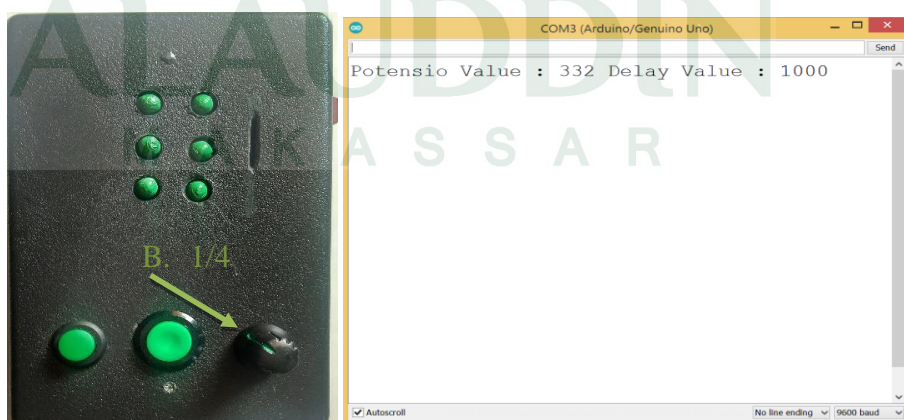 ALAUDDIN
MAKASSAR
B. 1/4
COM3 (Arduino/Genuino Uno)
Send
Potensio Value : 332 Delay Value : 1000
Autoscroll
No line ending
9600 baud